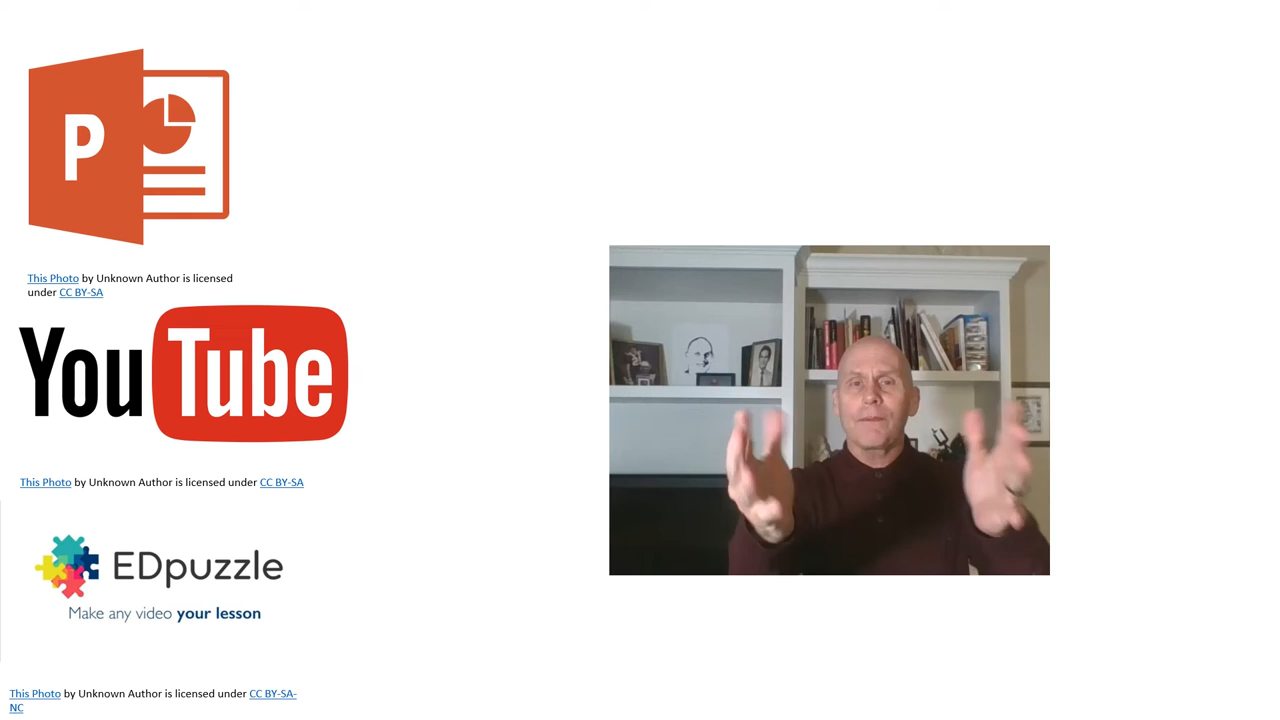 P
This Photo by Unknown Author is licensed
under CC BY-SA
YouTube
This Photo by Unknown Author is licensed under CC BY-SA
EDpuzzle
Make any video your lesson
This Photo by Unknown Author is licensed under CC BY-SA-
NC